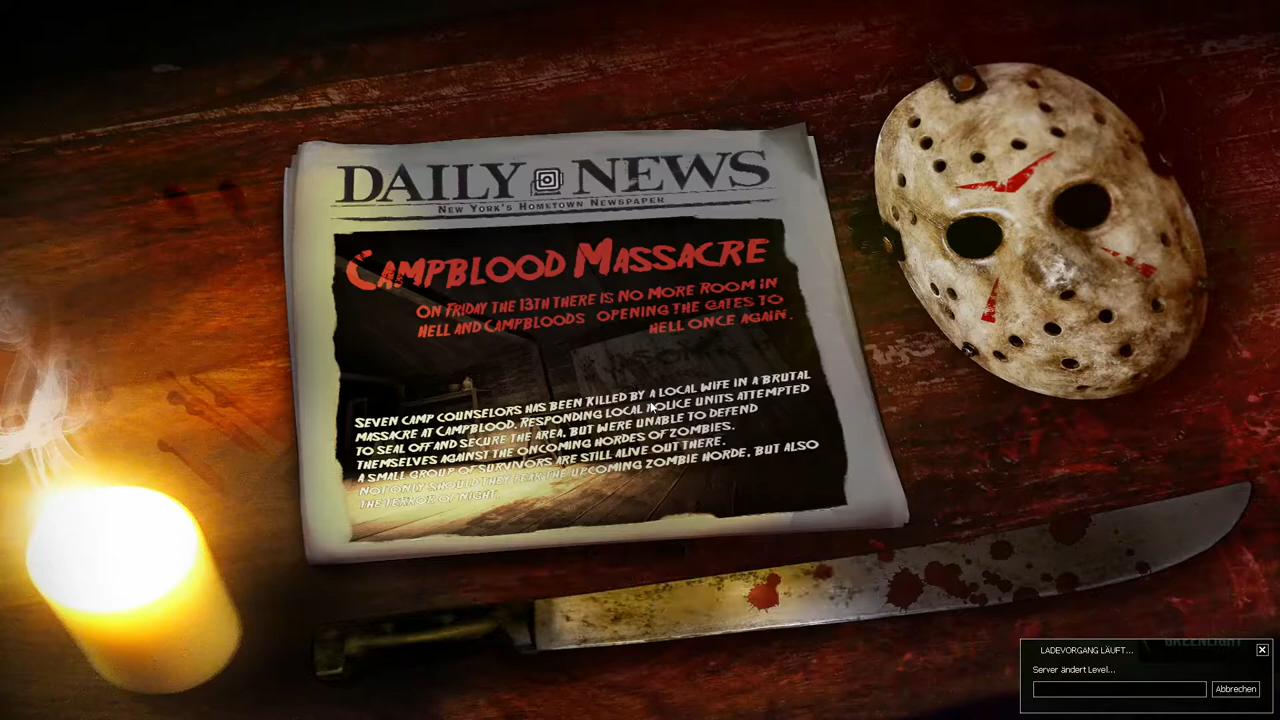 DAILY NEWS
NEW YORK'S HOMETOWN NEWSPAPER
CAMPBLOOD MASSACRE
ON FRIDAY THE 13TH THERE IS NO MORE ROOM IN
HELL AND CAMPBLOODS OPENING THE GATES TO
HELL ONCE AGAIN.
SEVEN CAMP COUNSELORS HAS BEEN KILLED BY A LOCAL WIFE IN A BRUTAL
MASSACRE AT CAMPBLOOD. RESPONDING LOCAL POLICE UNITS ATTEMPTED
TO SEAL OFF AND SECURE THE AREA, BUT WERE UNABLE TO DEFEND
THEMSELVES AGAINST THE ONCOMING HORDES OF ZOMBIES.
A SMALL GROUP OF SURVIVORS ARE STILL ALIVE OUT THERE.
NOT ONLY SHOULD THEY FEAR THE UPCOMING ZOMBIE HORDE, BUT ALSO
THE TERROR OF NIGHT.
GREENLIGHT
LADEVORGANG LÄUFT...
Server ändert Level...
Abbrechen